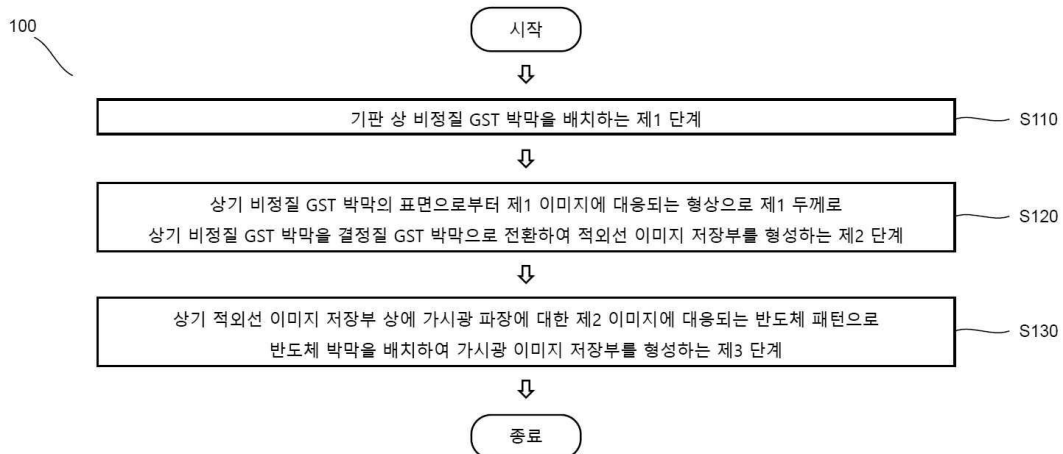 100
시작
기판 상 비정질 GST 박막을 배치하는 제1 단계
S110
상기 비정질 GST 박막의 표면으로부터 제1 이미지에 대응되는 형상으로 제1 두께로
상기 비정질 GST 박막을 결정질 GST 박막으로 전환하여 적외선 이미지 저장부를 형성하는 제2 단계
S120
상기 적외선 이미지 저장부 상에 가시광 파장에 대한 제2 이미지에 대응되는 반도체 패턴으로
반도체 박막을 배치하여 가시광 이미지 저장부를 형성하는 제3 단계
S130
종료